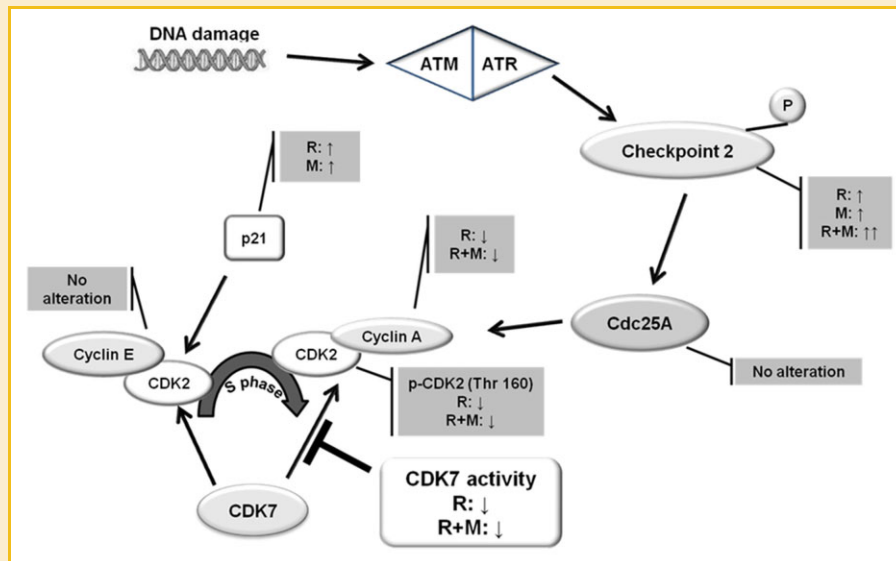 DNA damage
ATM
ATR
P
Checkpoint 2
R: ↑
M: ↑
R+M: ↑↑
R: ↑
M: ↑
p21
R: ↓
R+M: ↓
No
alteration
Cyclin E
CDK2
S phase
CDK2
Cyclin A
Cdc25A
No alteration
p-CDK2 (Thr 160)
R: ↓
R+M: ↓
CDK7
CDK7 activity
R: ↓
R+M: ↓